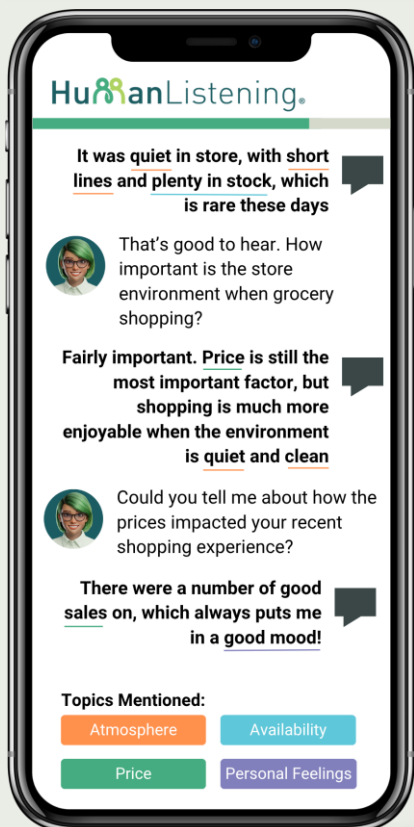 HumanListening®
It was quiet in store, with short
lines and plenty in stock, which
is rare these days
That's good to hear. How
important is the store
environment when grocery
shopping?
Fairly important. Price is still the
most important factor, but
shopping is much more
enjoyable when the environment
is quiet and clean
Could you tell me about how the
prices impacted your recent
shopping experience?
There were a number of good
sales on, which always puts me
in a good mood!
Topics Mentioned:
Atmosphere
Availability
Price
Personal Feelings